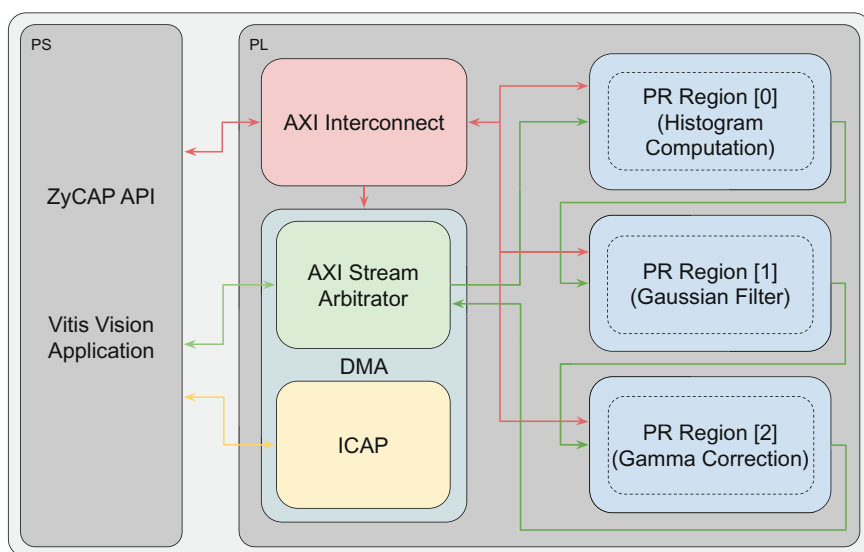 PS
ZyCAP API
Vitis Vision
Application
PL
AXI Interconnect
AXI Stream
Arbitrator
DMA
ICAP
PR Region [0]
(Histogram
Computation)
PR Region [1]
(Gaussian Filter)
PR Region [2]
(Gamma Correction)